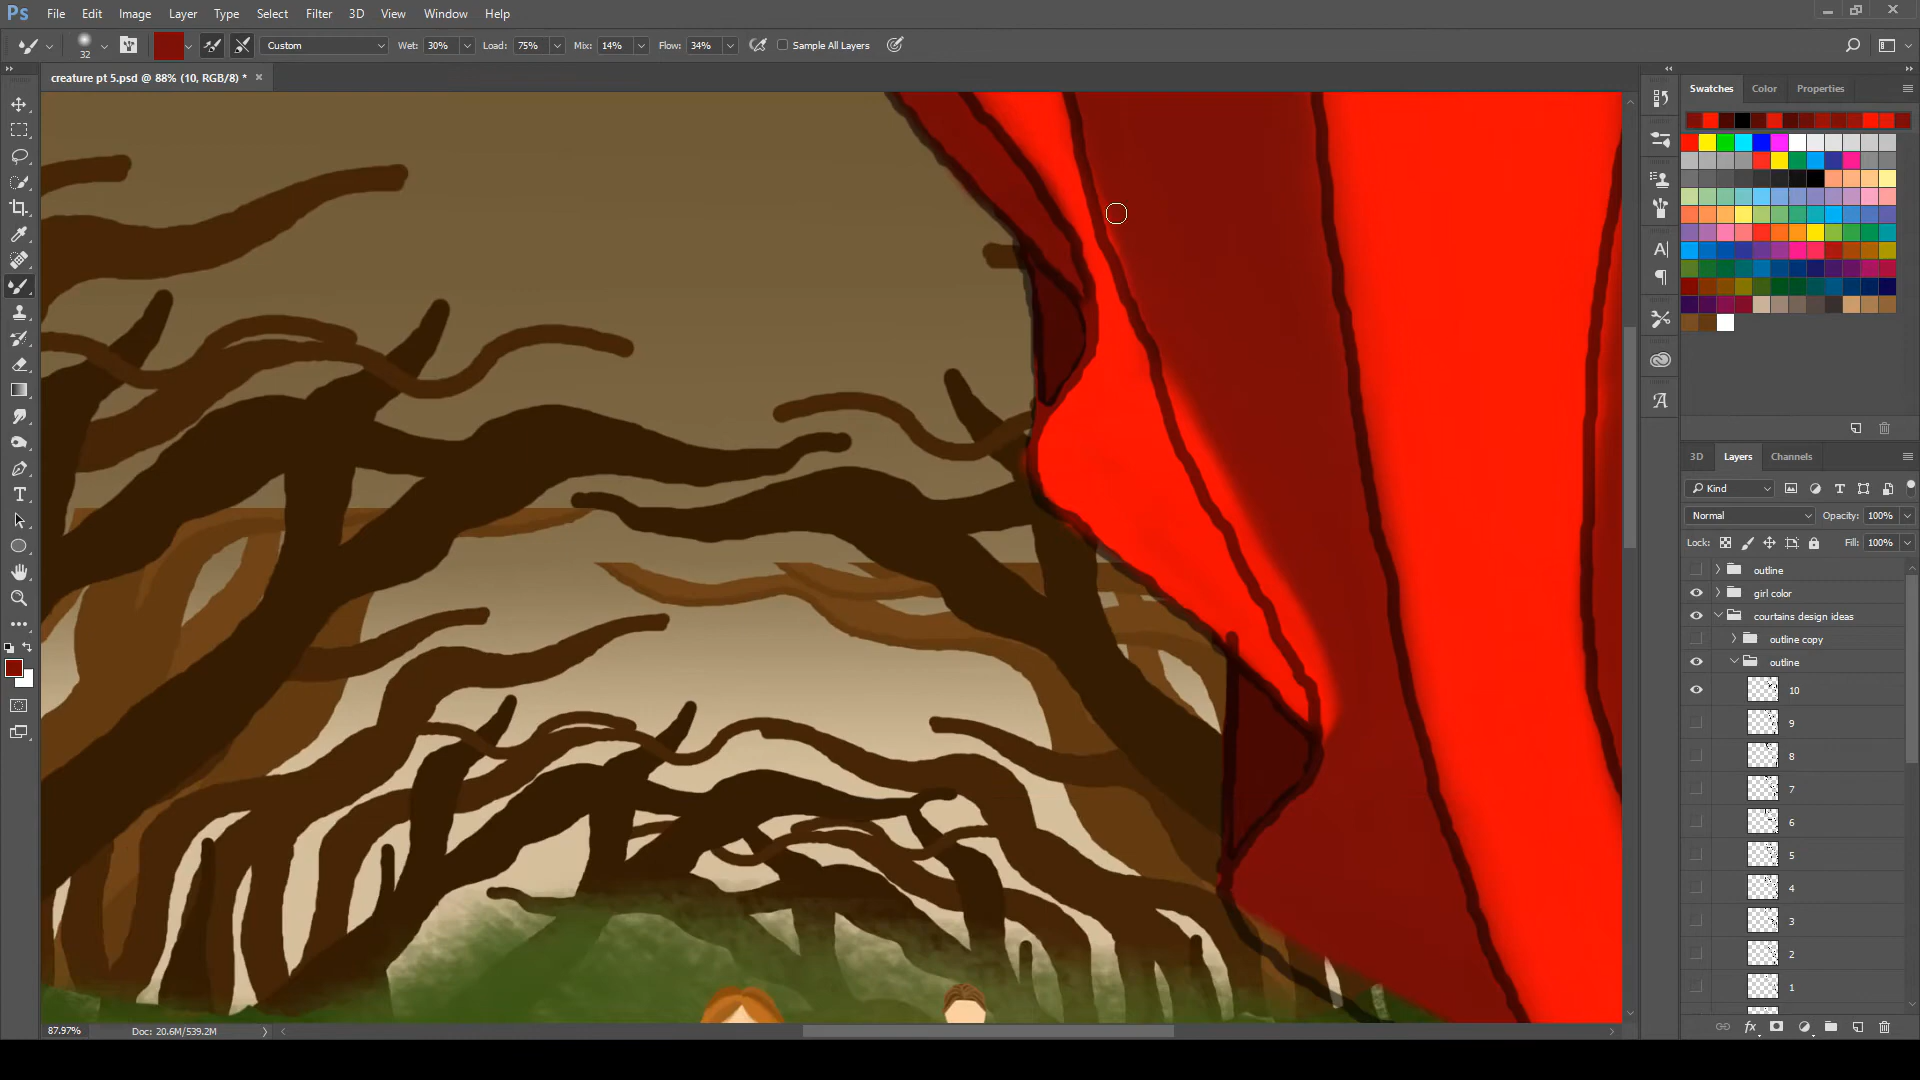 Ps File Edit Image Layer Type Select Filter 3D View Window Help
32 Custom Wet: 30% Load: 75% Mix: 14% Flow: 34% Sample All Layers
creature pt 5.psd @ 88% (10, RGB/8) * ×
Swatches Color Properties
3D Layers Channels
Kind
Normal Opacity: 100%
Lock: Fill: 100%
outline
girl color
courtains design ideas
outline copy
outline
10
9
8
7
6
5
4
3
2
1
87.97% Doc: 20.6M/539.2M